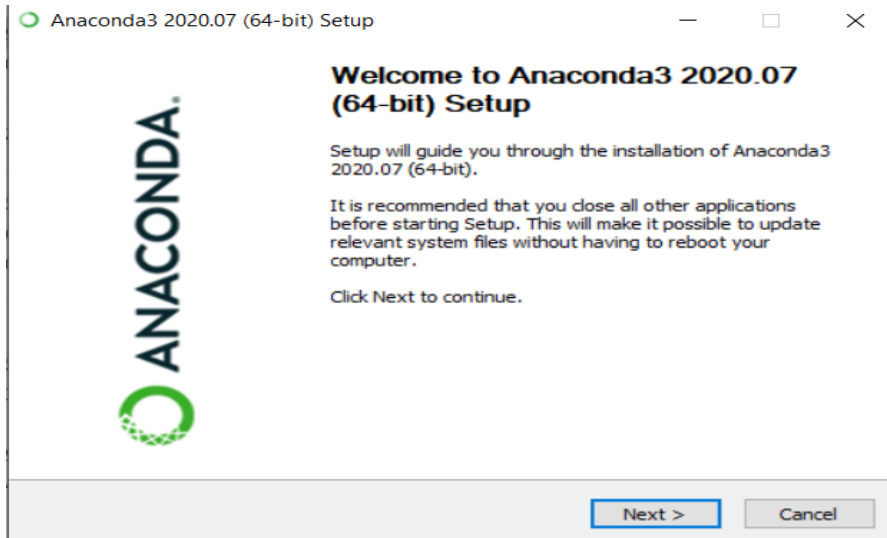 Anaconda3 2020.07 (64-bit) Setup
ANACONDA.
Welcome to Anaconda3 2020.07
(64-bit) Setup
Setup will guide you through the installation of Anaconda3
2020.07 (64-bit).
It is recommended that you close all other applications
before starting Setup. This will make it possible to update
relevant system files without having to reboot your
computer.
Click Next to continue.
Next >
Cancel